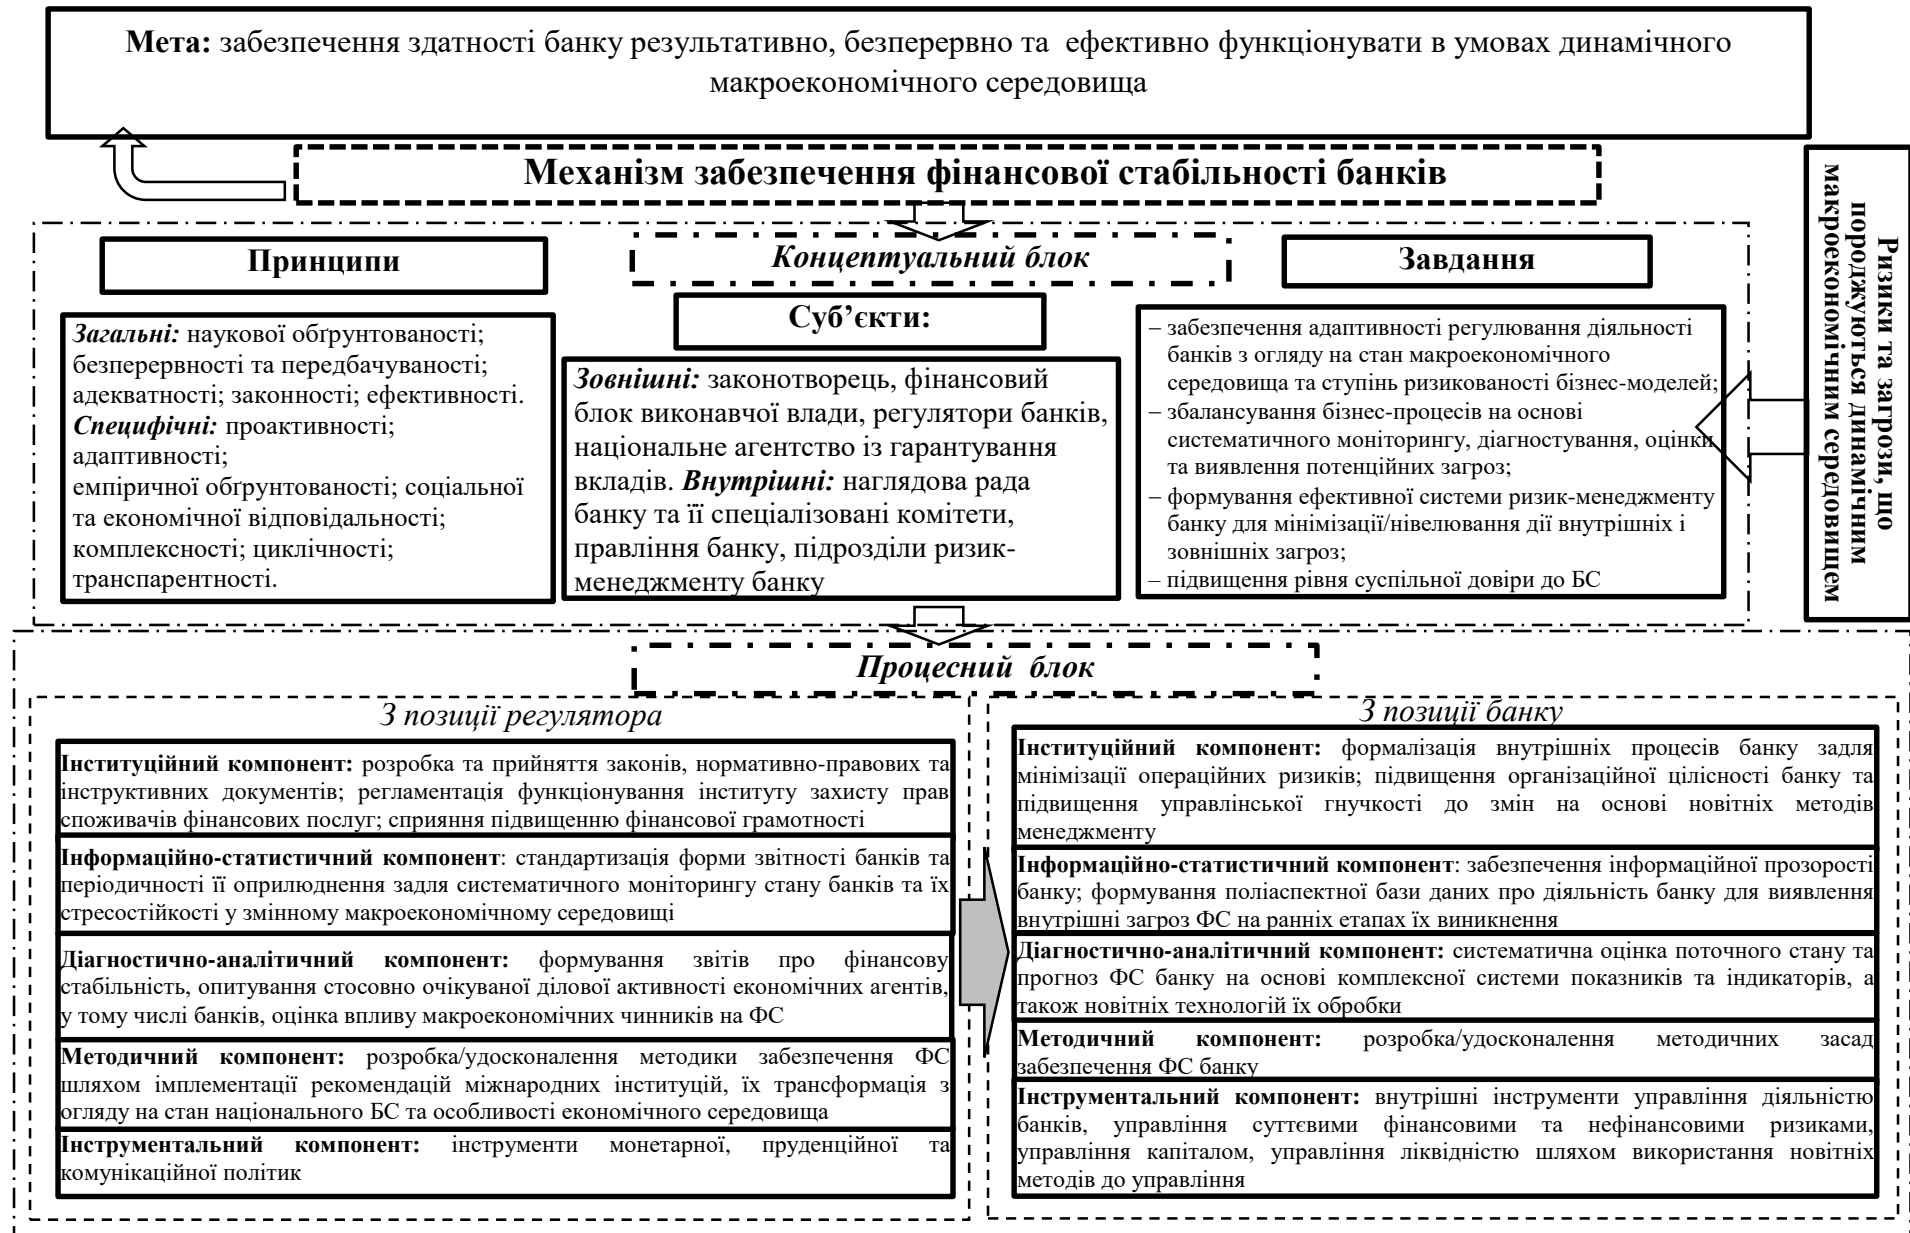 Мета: забезпечення здатності банку результативно, безперервно та ефективно функціонувати в умовах динамічного
макроекономічного середовища
Механізм забезпечення фінансової стабільності банків
Ризики та загрози, що
породжуються динамічним
макроекономічним середовищем
Концептуальний блок
Принципи
Загальні: наукової обґрунтованості;
безперервності та передбачуваності;
адекватності; законності; ефективності.
Специфічні: проактивності;
адаптивності;
емпіричної обґрунтованості; соціальної
та економічної відповідальності;
комплексності; циклічності;
транспарентності.
Суб’єкти:
Зовнішні: законотворець, фінансовий
блок виконавчої влади, регулятори банків,
національне агентство із гарантування
вкладів. Внутрішні: наглядова рада
банку та її спеціалізовані комітети,
правління банку, підрозділи ризик-
менеджменту банку
Завдання
– забезпечення адаптивності регулювання діяльності
банків з огляду на стан макроекономічного
середовища та ступінь ризикованості бізнес-моделей;
– збалансування бізнес-процесів на основі
систематичного моніторингу, діагностування, оцінки
та виявлення потенційних загроз;
– формування ефективної системи ризик-менеджменту
банку для мінімізації/нівелювання дії внутрішніх і
зовнішніх загроз;
– підвищення рівня суспільної довіри до БС
Процесний блок
З позиції регулятора
Інституційний компонент: розробка та прийняття законів, нормативно-правових та
інструктивних документів; регламентація функціонування інституту захисту прав
споживачів фінансових послуг; сприяння підвищенню фінансової грамотності
Інформаційно-статистичний компонент: стандартизація форми звітності банків та
періодичності її оприлюднення задля систематичного моніторингу стану банків та їх
стресостійкості у змінному макроекономічному середовищі
Діагностично-аналітичний компонент: формування звітів про фінансову
стабільність, опитування стосовно очікуваної ділової активності економічних агентів,
у тому числі банків, оцінка впливу макроекономічних чинників на ФС
Методичний компонент: розробка/удосконалення методики забезпечення ФС
шляхом імплементації рекомендацій міжнародних інституцій, їх трансформація з
огляду на стан національного БС та особливості економічного середовища
Інструментальний компонент: інструменти монетарної, пруденційної та
комунікаційної політик
З позиції банку
Інституційний компонент: формалізація внутрішніх процесів банку задля
мінімізації операційних ризиків; підвищення організаційної цілісності банку та
підвищення управлінської гнучкості до змін на основі новітніх методів
менеджменту
Інформаційно-статистичний компонент: забезпечення інформаційної прозорості
банку; формування поліаспектної бази даних про діяльність банку для виявлення
внутрішні загроз ФС на ранніх етапах їх виникнення
Діагностично-аналітичний компонент: систематична оцінка поточного стану та
прогноз ФС банку на основі комплексної системи показників та індикаторів, а
також новітніх технологій їх обробки
Методичний компонент: розробка/удосконалення методичних засад
забезпечення ФС банку
Інструментальний компонент: внутрішні інструменти управління діяльністю
банків, управління суттєвими фінансовими та нефінансовими ризиками,
управління капіталом, управління ліквідністю шляхом використання новітніх
методів до управління